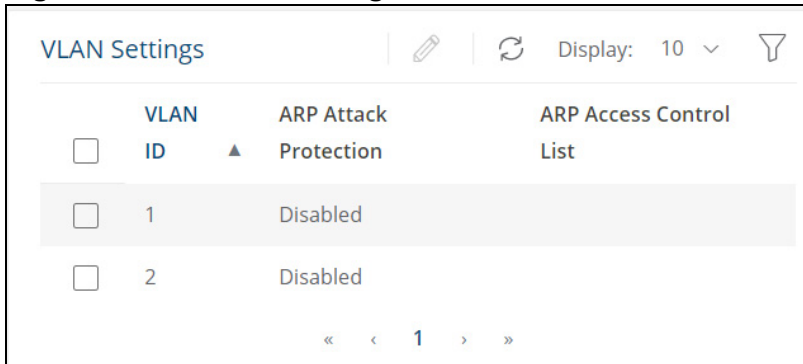 VLAN Settings Display: 10
VLAN ID ARP Attack Protection ARP Access Control List
1 Disabled
2 Disabled
« ‹ 1 › »